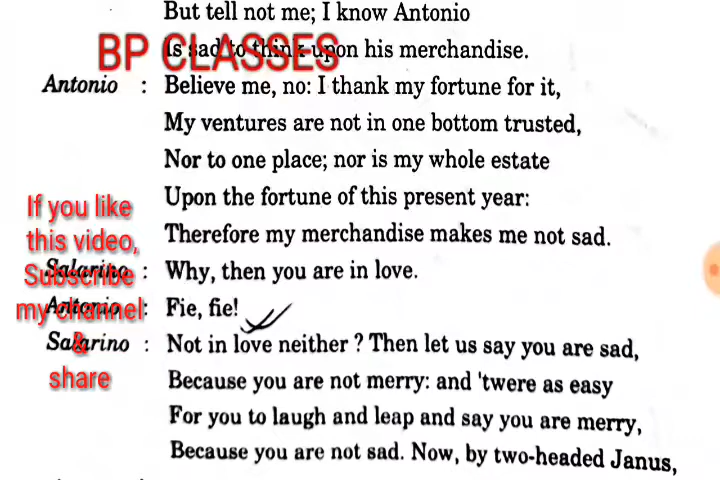 But tell not me; I know Antonio
Is sad to think upon his merchandise.
BP CLASSES
Antonio : Believe me, no: I thank my fortune for it,
My ventures are not in one bottom trusted,
Nor to one place; nor is my whole estate
Upon the fortune of this present year:
Therefore my merchandise makes me not sad.
Salarino : Why, then you are in love.
Antonio : Fie, fie!
Salarino : Not in love neither ? Then let us say you are sad,
Because you are not merry: and 'twere as easy
For you to laugh and leap and say you are merry,
Because you are not sad. Now, by two-headed Janus,
If you like
this video,
Subscribe
my channel
&
share